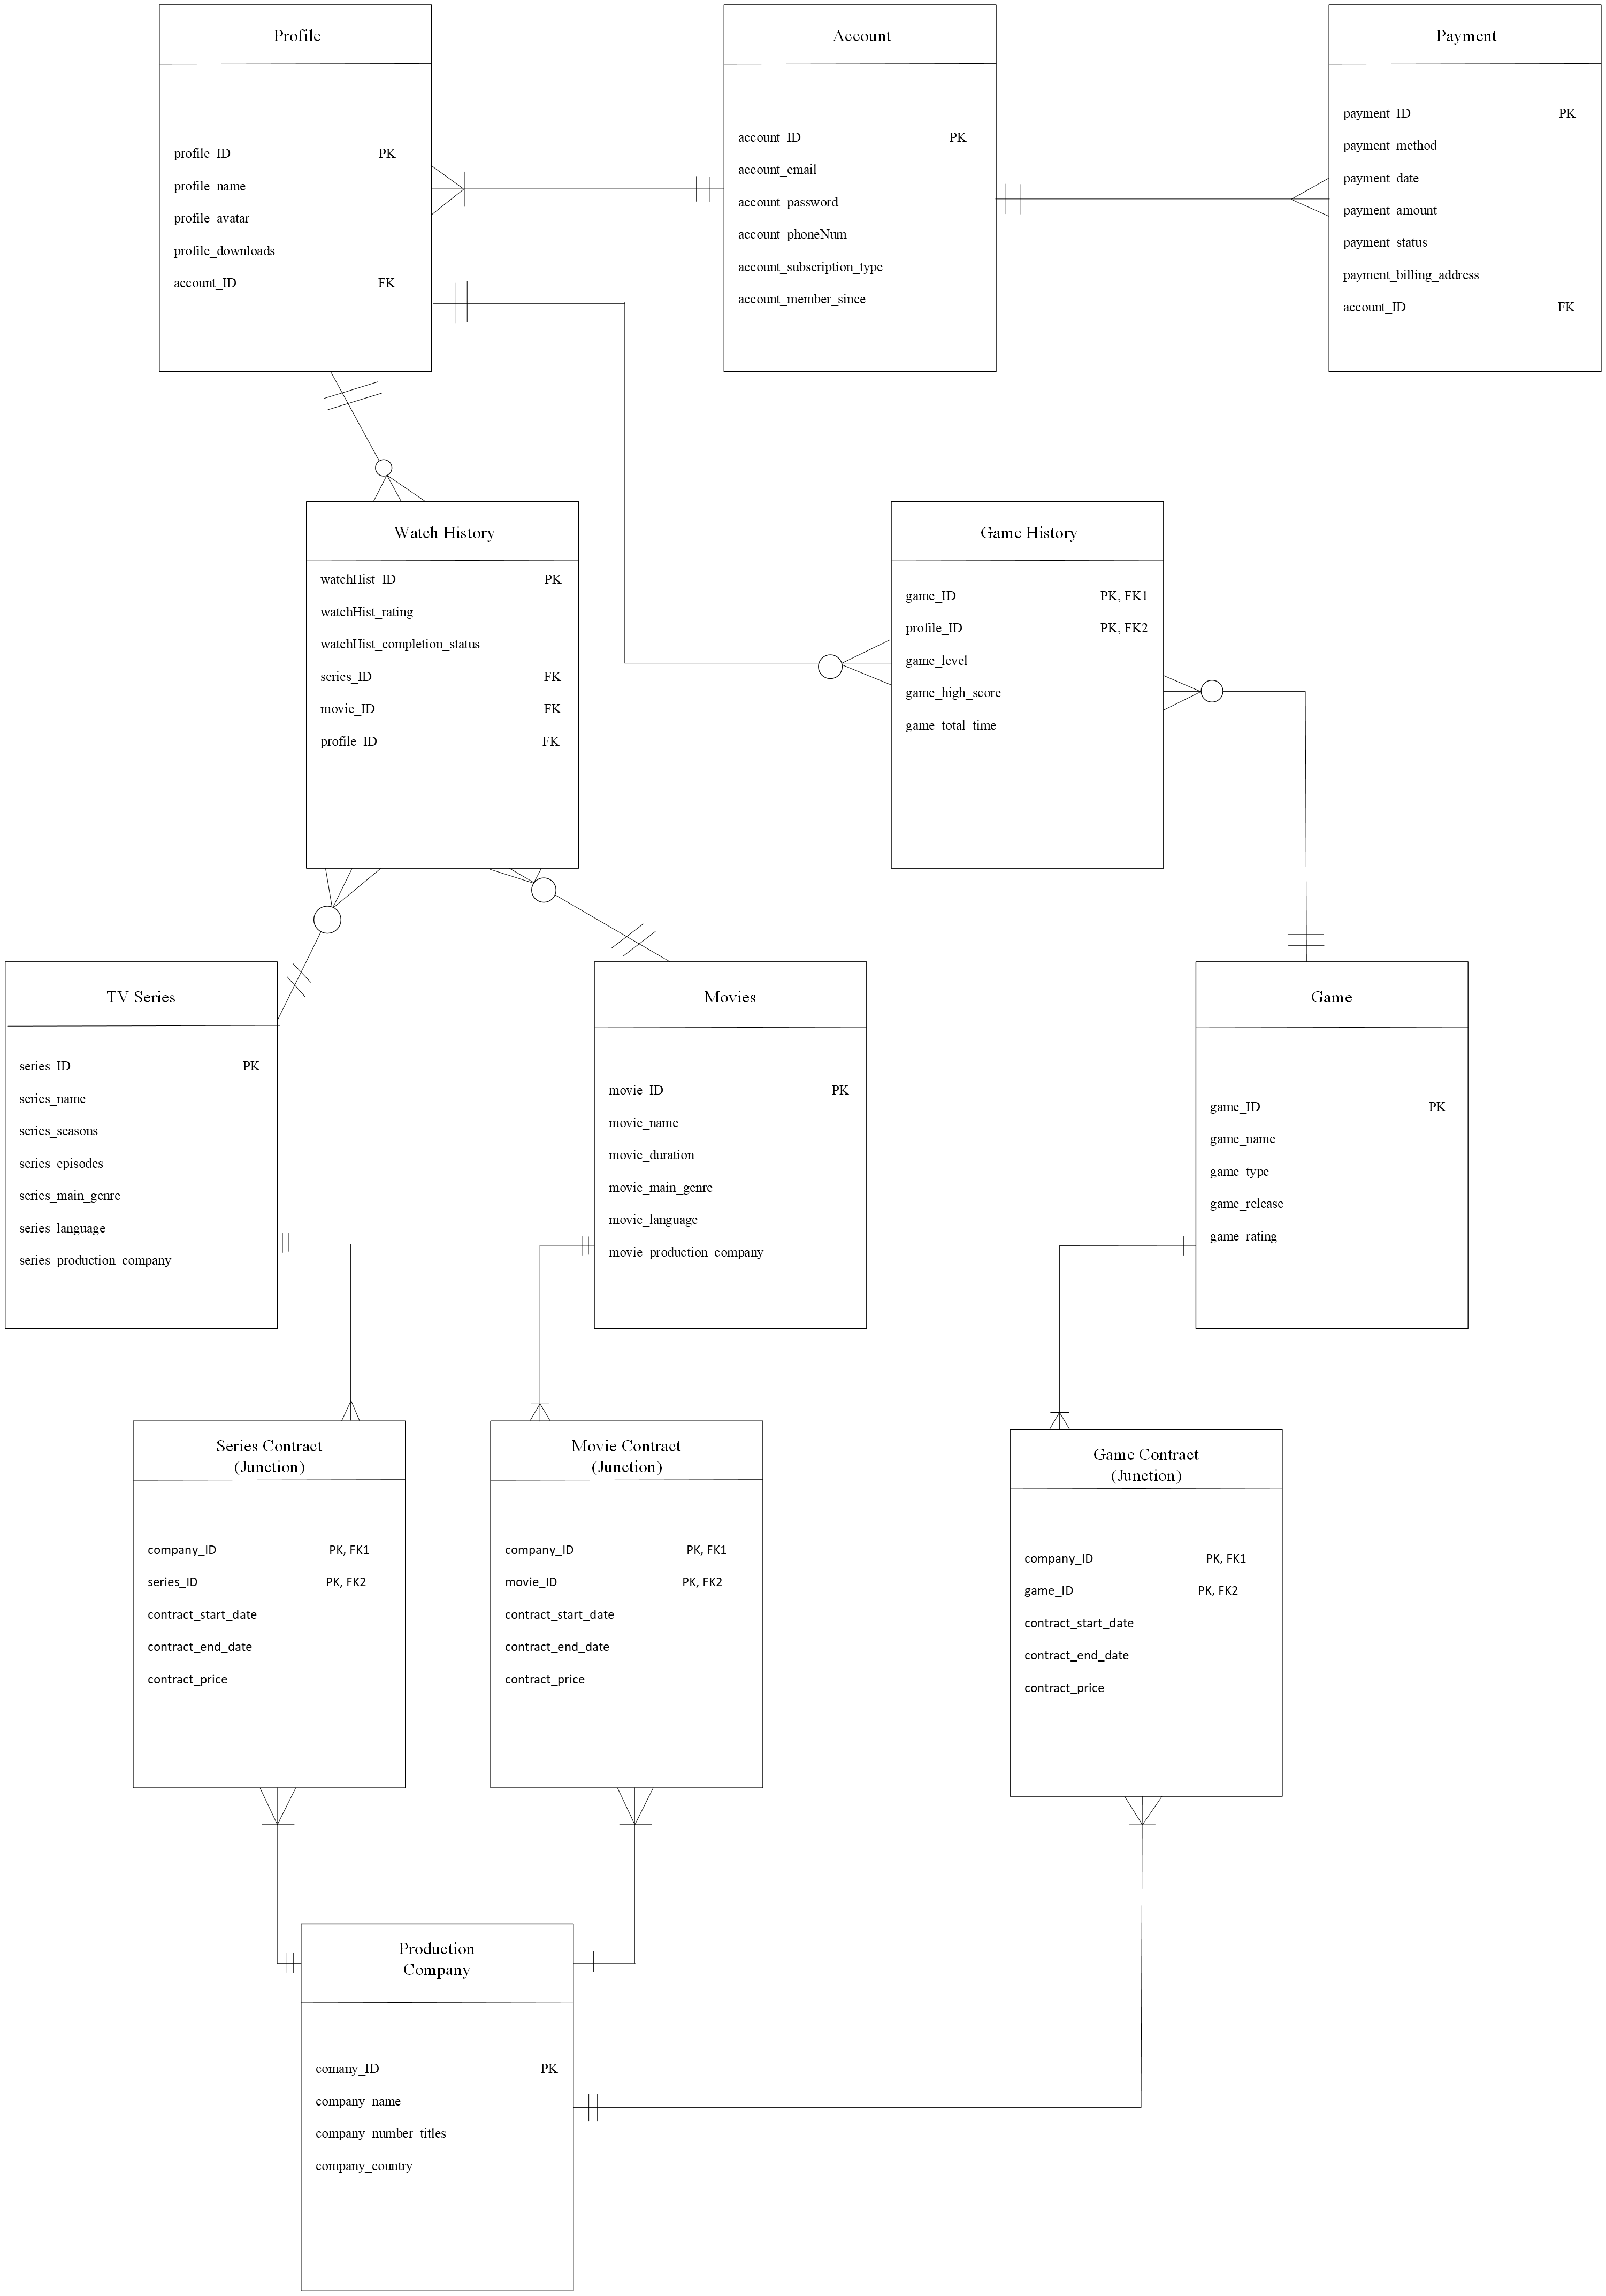 Profile
profile_ID PK
profile_name
profile_avatar
profile_downloads
account_ID FK
Account
account_ID PK
account_email
account_password
account_phoneNum
account_subscription_type
account_member_since
Payment
payment_ID PK
payment_method
payment_date
payment_amount
payment_status
payment_billing_address
account_ID FK
Watch History
watchHist_ID PK
watchHist_rating
watchHist_completion_status
series_ID FK
movie_ID FK
profile_ID FK
Game History
game_ID PK, FK1
profile_ID PK, FK2
game_level
game_high_score
game_total_time
TV Series
series_ID PK
series_name
series_seasons
series_episodes
series_main_genre
series_language
series_production_company
Movies
movie_ID PK
movie_name
movie_duration
movie_main_genre
movie_language
movie_production_company
Game
game_ID PK
game_name
game_type
game_release
game_rating
Series Contract
(Junction)
company_ID PK, FK1
series_ID PK, FK2
contract_start_date
contract_end_date
contract_price
Movie Contract
(Junction)
company_ID PK, FK1
movie_ID PK, FK2
contract_start_date
contract_end_date
contract_price
Game Contract
(Junction)
company_ID PK, FK1
game_ID PK, FK2
contract_start_date
contract_end_date
contract_price
Production
Company
comany_ID PK
company_name
company_number_titles
company_country